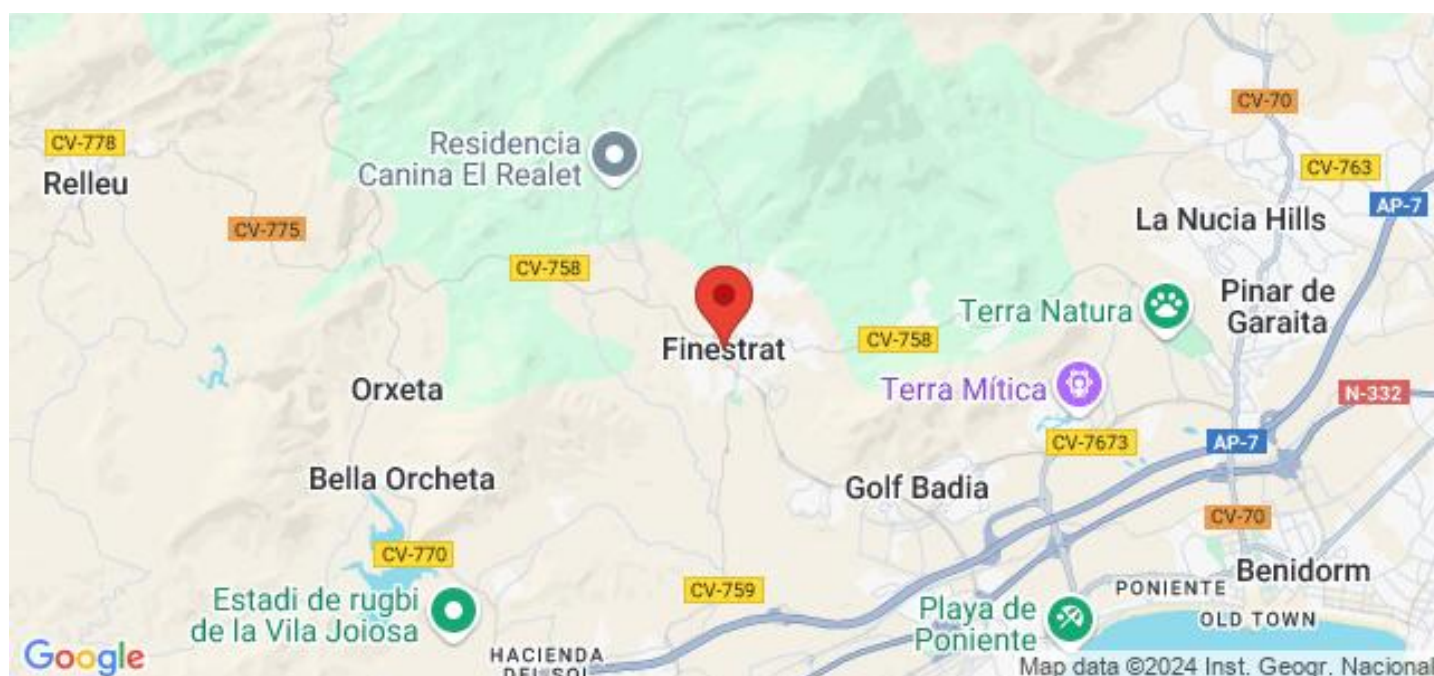 CV-70
CV-778
Relleu
Residencia
Canina El Realet
CV-763
AP-7
La Nucia Hills
CV-775
CV-758
Terra Natura
Pinar de
Garaita
Finestrat
CV-758
Orxeta
Terra Mítica
N-332
CV-7673
AP-7
Bella Orcheta
Golf Badia
CV-70
CV-770
Benidorm
CV-759
PONIENTE
Estadi de rugbi
de la Vila Joiosa
Playa de
Poniente
OLD TOWN
Google
HACIENDA
DEL SOL
Map data ©2024 Inst. Geogr. Nacional